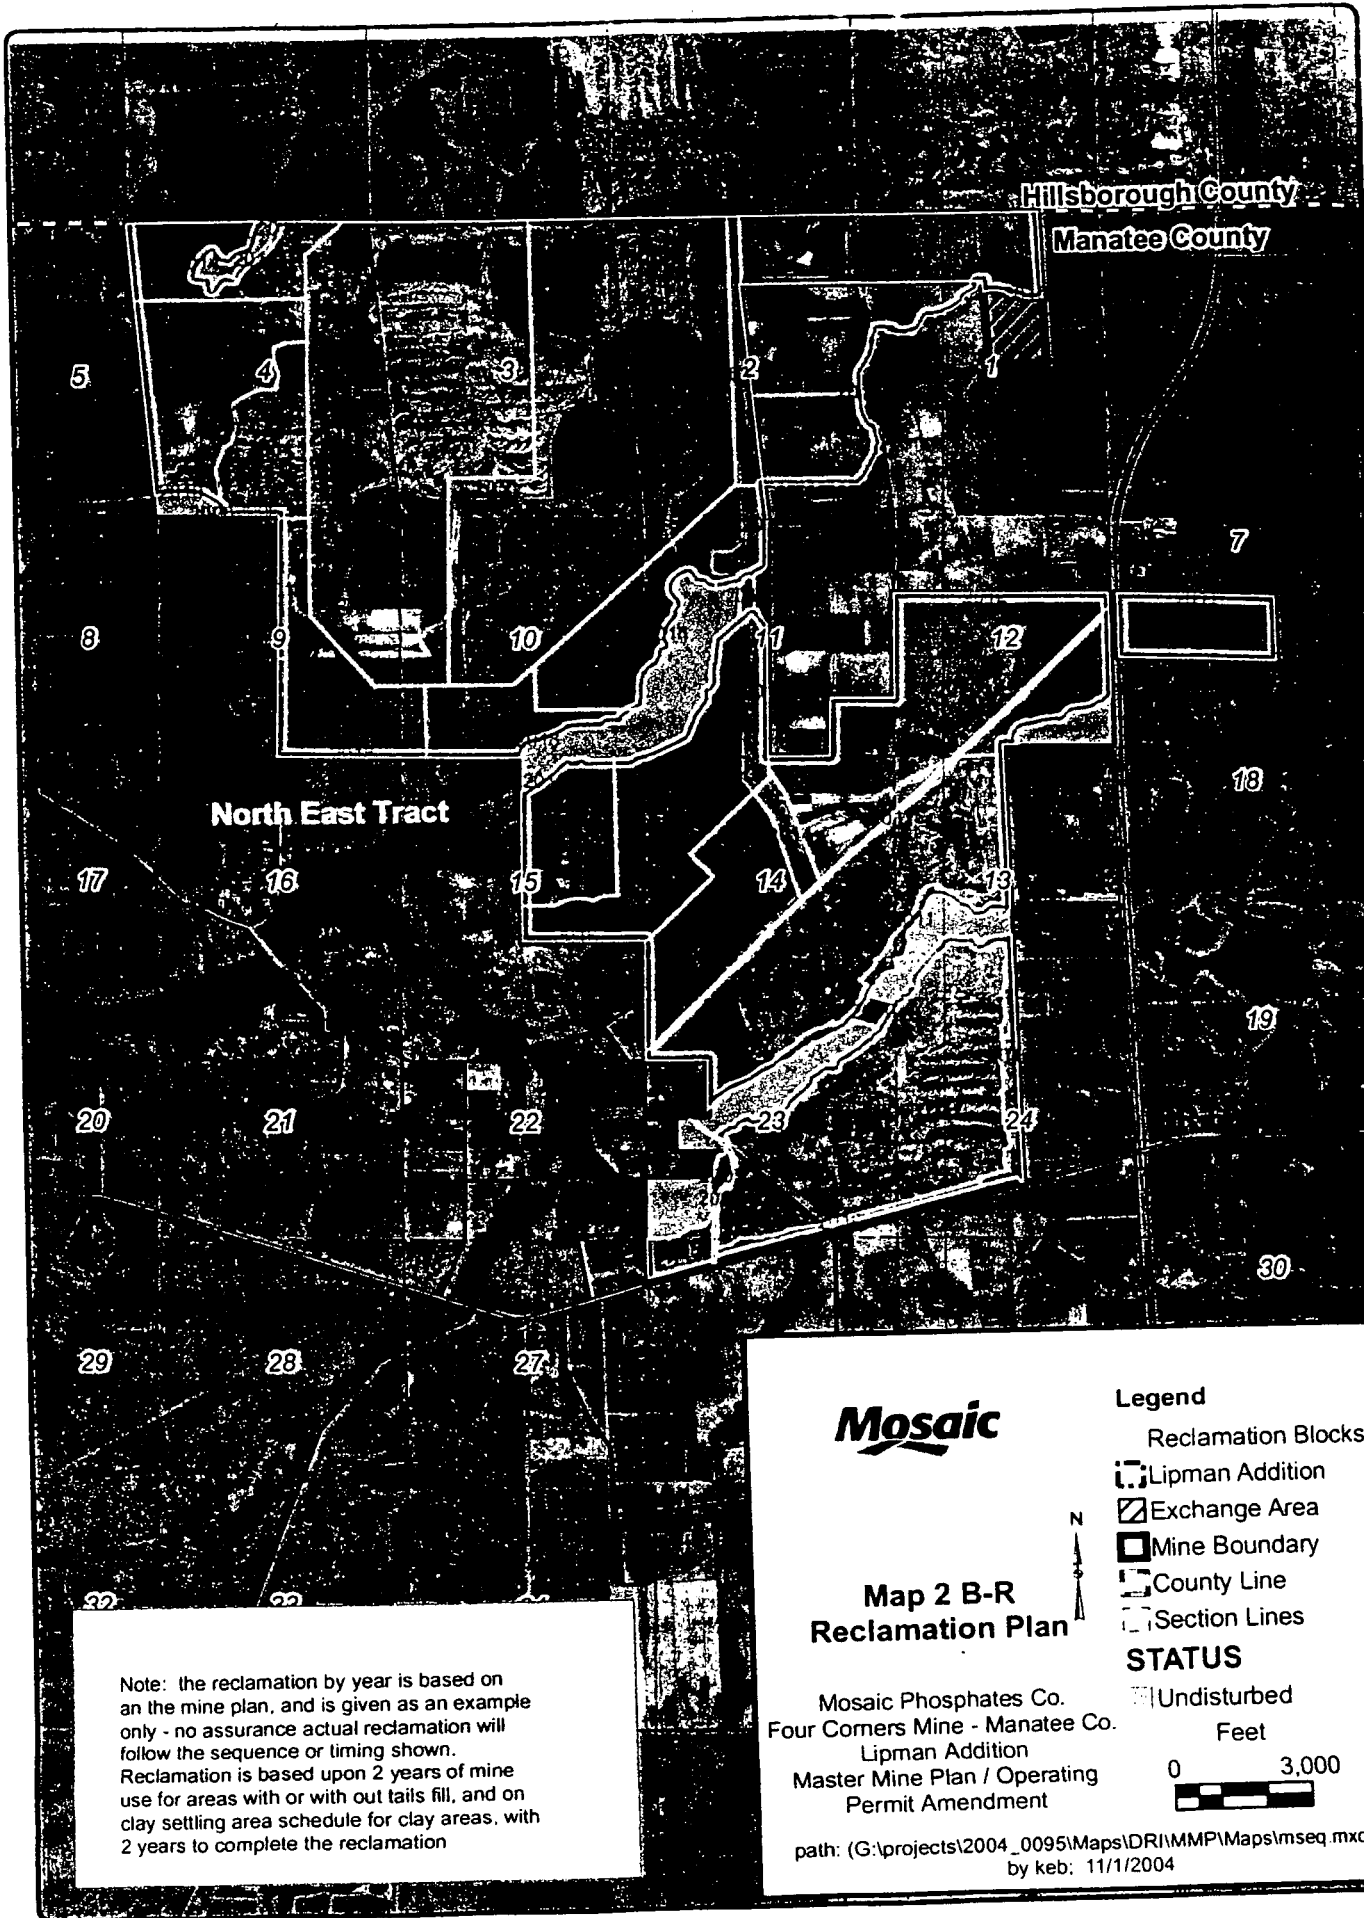 Hillsborough County
Manatee County
5
4
3
2
1
7
8
9
10
11
12
North East Tract
18
17
16
15
14
13
19
20
21
22
23
24
30
29
28
27
32
33
Mosaic
Legend
Reclamation Blocks
Lipman Addition
Exchange Area
Mine Boundary
County Line
Section Lines
STATUS
Undisturbed
Feet
0 3,000
N
Map 2 B-R
Reclamation Plan
Mosaic Phosphates Co.
Four Corners Mine - Manatee Co.
Lipman Addition
Master Mine Plan / Operating
Permit Amendment
path: (G:\projects\2004_0095\Maps\DRI\MMP\Maps\mseq.mxd
by keb; 11/1/2004
Note: the reclamation by year is based on
an the mine plan, and is given as an example
only - no assurance actual reclamation will
follow the sequence or timing shown.
Reclamation is based upon 2 years of mine
use for areas with or with out tails fill, and on
clay settling area schedule for clay areas, with
2 years to complete the reclamation